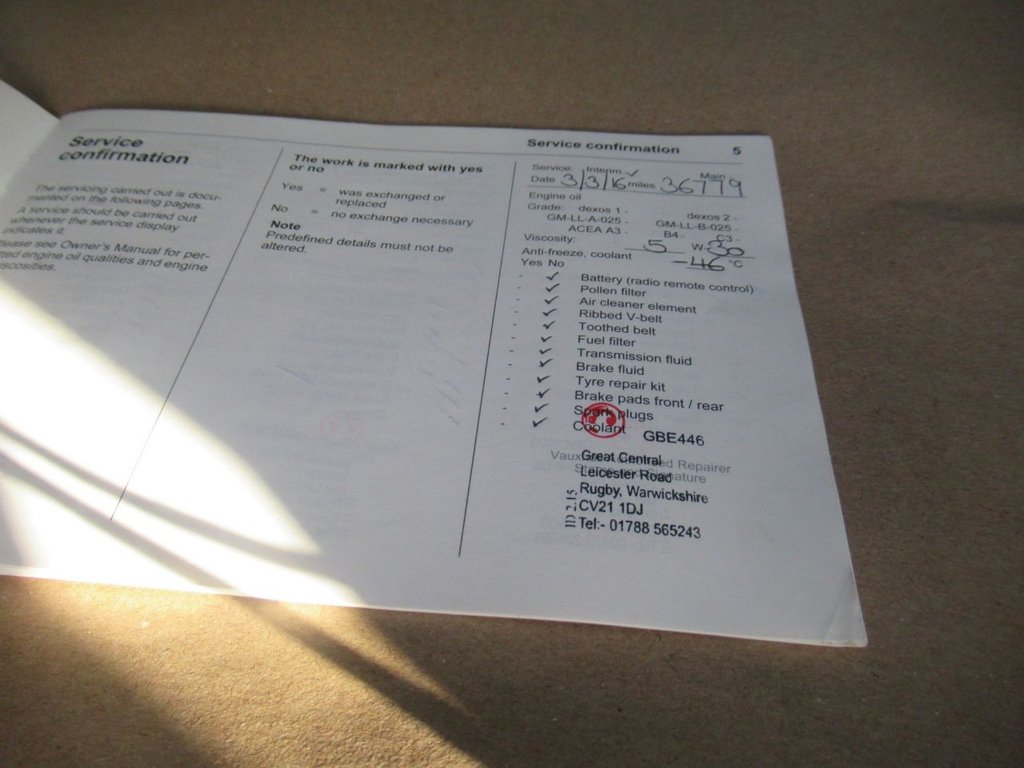 Service
confirmation
The servicing carried out is docu-
mented on the following pages.
A service should be carried out
whenever the service display
indicates it.
Please see Owner's Manual for per-
mitted engine oil qualities and engine
viscosities.
The work is marked with yes
or no
Yes = was exchanged or
replaced
No = no exchange necessary
Note
Predefined details must not be
altered.
Service confirmation 5
Service: Interim ✓ Main -
Date 3/3/16 miles 36779
Engine oil
Grade: dexos 1 - dexos 2 -
GM-LL-A-025 - GM-LL-B-025 -
ACEA A3 - B4 - C3 -
Viscosity: 5 W-30
Anti-freeze, coolant -46 °C
Yes No
- ✓ Battery (radio remote control)
- ✓ Pollen filter
- ✓ Air cleaner element
- ✓ Ribbed V-belt
- ✓ Toothed belt
- ✓ Fuel filter
- ✓ Transmission fluid
- ✓ Brake fluid
- ✓ Tyre repair kit
- ✓ Brake pads front / rear
- ✓ Spark plugs
- ✓ Coolant
GBE446
Repairer
Great Central
Leicester Road
Rugby, Warwickshire
CV21 1DJ
Tel:- 01788 565243